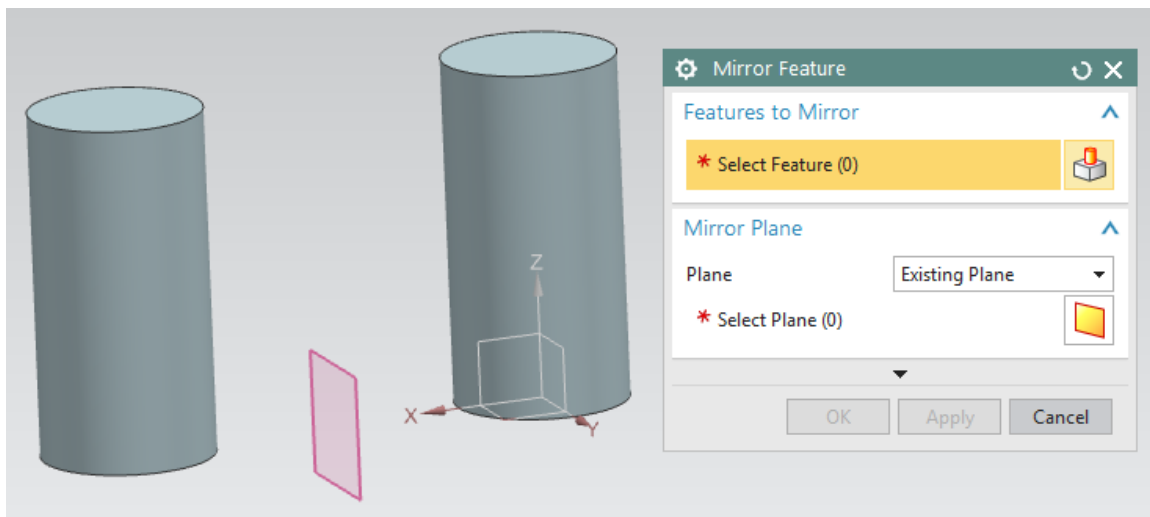 Mirror Feature
Features to Mirror
* Select Feature (0)
Mirror Plane
Plane
Existing Plane
* Select Plane (0)
OK
Apply
Cancel
Z
X
Y